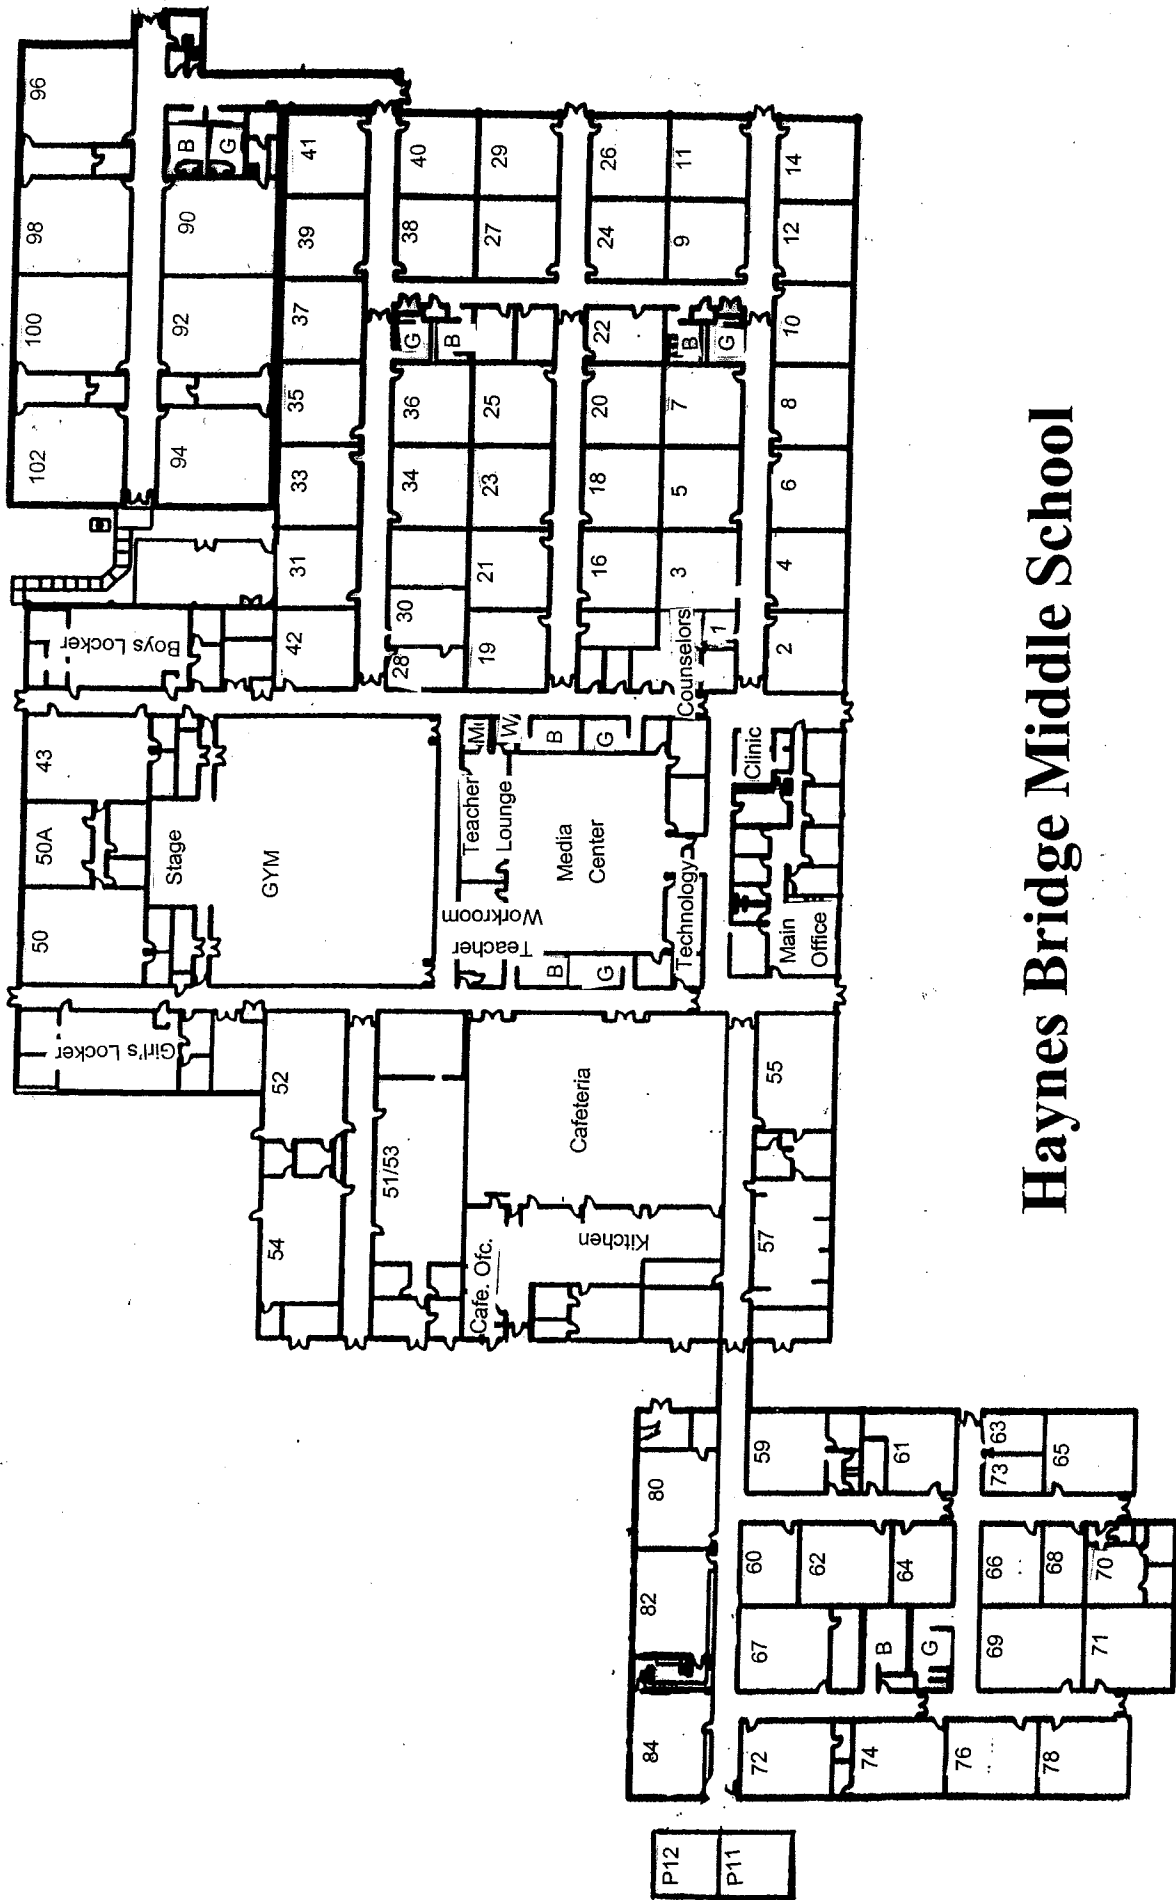 96
98
100
102
B
G
90
92
94
41
39
37
35
33
31
42
40
38
G
B
36
34
30
28
29
27
25
23
21
19
26
24
22
20
18
16
11
9
B
G
7
5
3
Counselors
1
14
12
10
8
6
4
2
Boys Locker
43
50A
50
Stage
GYM
Teacher
Lounge
M
W
B
G
Teacher
Workroom
Media
Center
B
G
Technology
Clinic
Main
Office
Girl's Locker
52
54
51/53
Cafeteria
Kitchen
Cafe. Ofc.
55
57
80
82
84
59
61
63
73
65
60
62
64
66
68
70
67
B
G
69
71
72
74
76
78
P12
P11
Haynes Bridge Middle School